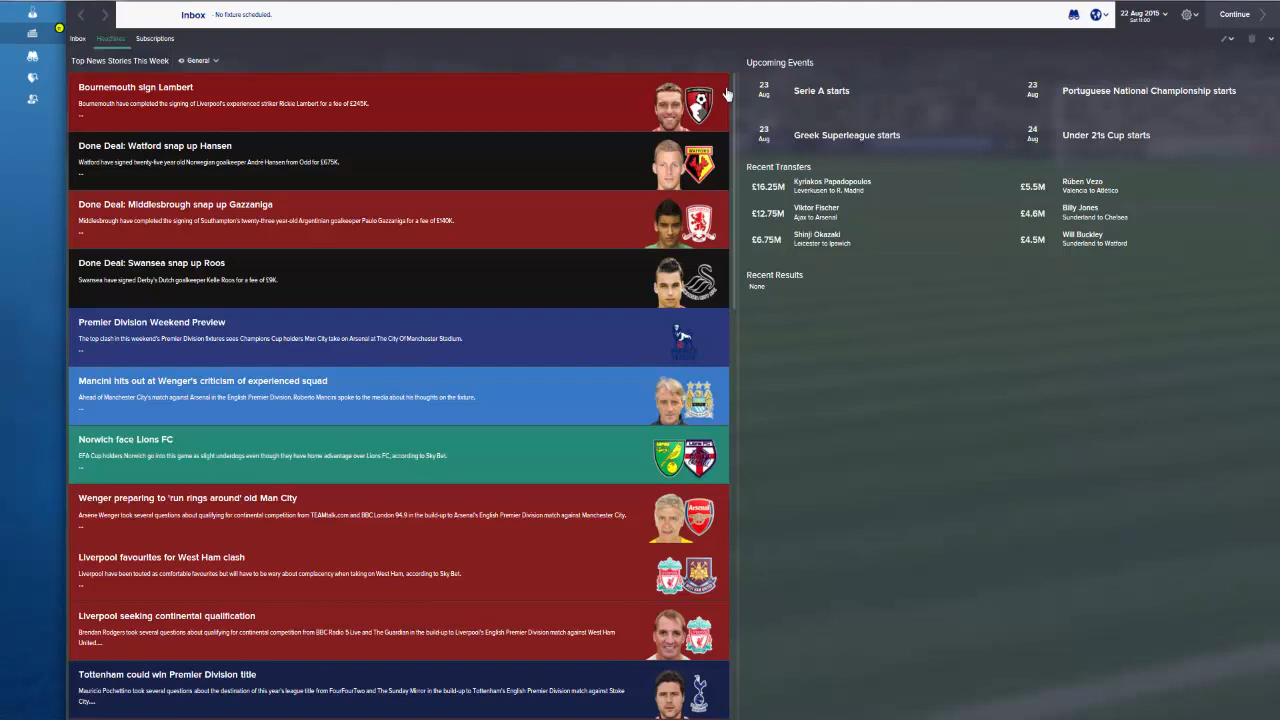 Inbox - No fixture scheduled.
22 Aug 2015
Sat 11:00
Continue
Inbox Headlines Subscriptions
Top News Stories This Week General
Bournemouth sign Lambert
Bournemouth have completed the signing of Liverpool's experienced striker Rickie Lambert for a fee of £245K.
...
Done Deal: Watford snap up Hansen
Watford have signed twenty-five year old Norwegian goalkeeper André Hansen from Odd for £675K.
...
Done Deal: Middlesbrough snap up Gazzaniga
Middlesbrough have completed the signing of Southampton's twenty-three year-old Argentinian goalkeeper Paulo Gazzaniga for a fee of £140K.
...
Done Deal: Swansea snap up Roos
Swansea have signed Derby's Dutch goalkeeper Kelle Roos for a fee of £9K.
Premier Division Weekend Preview
The top clash in this weekend's Premier Division fixtures sees Champions Cup holders Man City take on Arsenal at The City Of Manchester Stadium.
...
Mancini hits out at Wenger's criticism of experienced squad
Ahead of Manchester City's match against Arsenal in the English Premier Division, Roberto Mancini spoke to the media about his thoughts on the fixture.
...
Norwich face Lions FC
EFA Cup holders Norwich go into this game as slight underdogs even though they have home advantage over Lions FC, according to Sky Bet.
...
Wenger preparing to 'run rings around' old Man City
Arsène Wenger took several questions about qualifying for continental competition from TEAMtalk.com and BBC London 94.9 in the build-up to Arsenal's English Premier Division match against Manchester City.
...
Liverpool favourites for West Ham clash
Liverpool have been touted as comfortable favourites but will have to be wary about complacency when taking on West Ham, according to Sky Bet.
...
Liverpool seeking continental qualification
Brendan Rodgers took several questions about qualifying for continental competition from BBC Radio 5 Live and The Guardian in the build-up to Liverpool's English Premier Division match against West Ham
United....
Tottenham could win Premier Division title
Mauricio Pochettino took several questions about the destination of this year's league title from FourFourTwo and The Sunday Mirror in the build-up to Tottenham's English Premier Division match against Stoke
City....
Upcoming Events
23
Aug
Serie A starts
23
Aug
Portuguese National Championship starts
23
Aug
Greek Superleague starts
24
Aug
Under 21s Cup starts
Recent Transfers
£16.25M
Kyriakos Papadopoulos
Leverkusen to R. Madrid
£5.5M
Rúben Vezo
Valencia to Atlético
£12.75M
Viktor Fischer
Ajax to Arsenal
£4.6M
Billy Jones
Sunderland to Chelsea
£6.75M
Shinji Okazaki
Leicester to Ipswich
£4.5M
Will Buckley
Sunderland to Watford
Recent Results
None